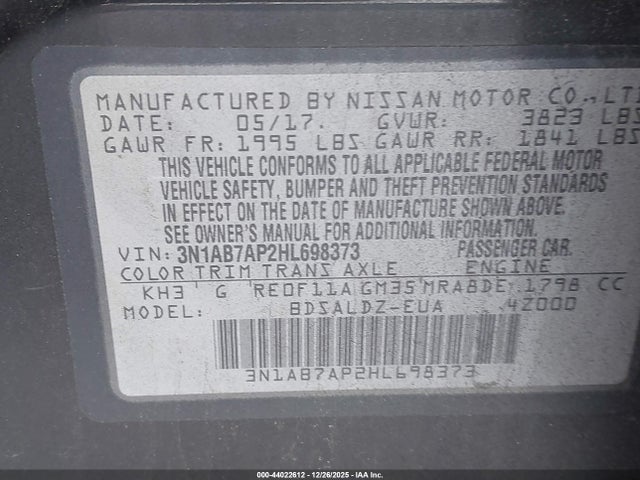 MANUFACTURED BY NISSAN MOTOR CO., LT
DATE: 05/17. GVWR: 3823 LBS
GAWR FR: 1995 LBS GAWR RR: 1841 LBS
THIS VEHICLE CONFORMS TO ALL APPLICABLE FEDERAL MOTOR
VEHICLE SAFETY, BUMPER AND THEFT PREVENTION STANDARDS
IN EFFECT ON THE DATE OF MANUFACTURE SHOWN ABOVE.
SEE OWNER'S MANUAL FOR ADDITIONAL INFORMATION.
VIN: 3N1AB7AP2HL698373 PASSENGER CAR.
COLOR TRIM TRANS AXLE ENGINE
KH3 G RE0F11A GM35 MRA8DE 1798 CC
MODEL: BDSALDZ-EUA 4Z000
3N1AB7AP2HL698373
000-44022612 - 12/26/2025 - IAA Inc.